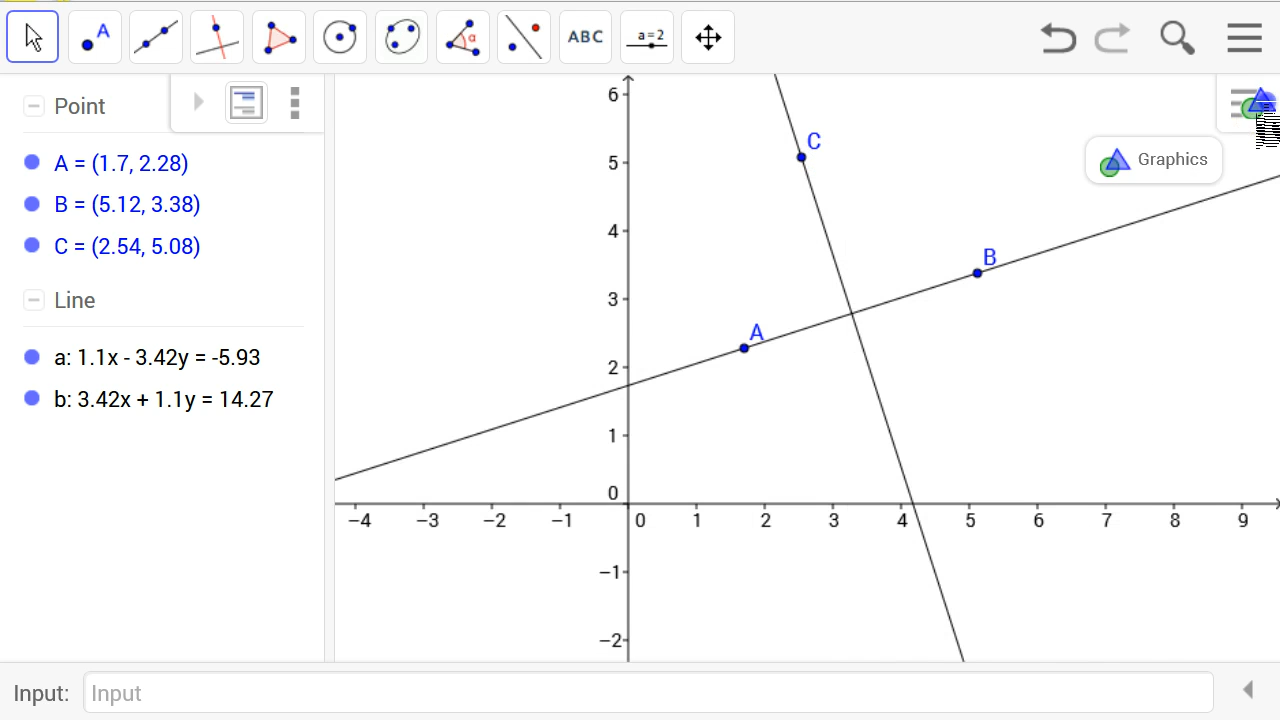 A
α
ABC
a=2
Point
A = (1.7, 2.28)
B = (5.12, 3.38)
C = (2.54, 5.08)
Line
a: 1.1x - 3.42y = -5.93
b: 3.42x + 1.1y = 14.27
Graphics
6
5
4
3
2
1
0
−1
−2
−4 −3 −2 −1 0 1 2 3 4 5 6 7 8 9
C
B
A
Input: Input